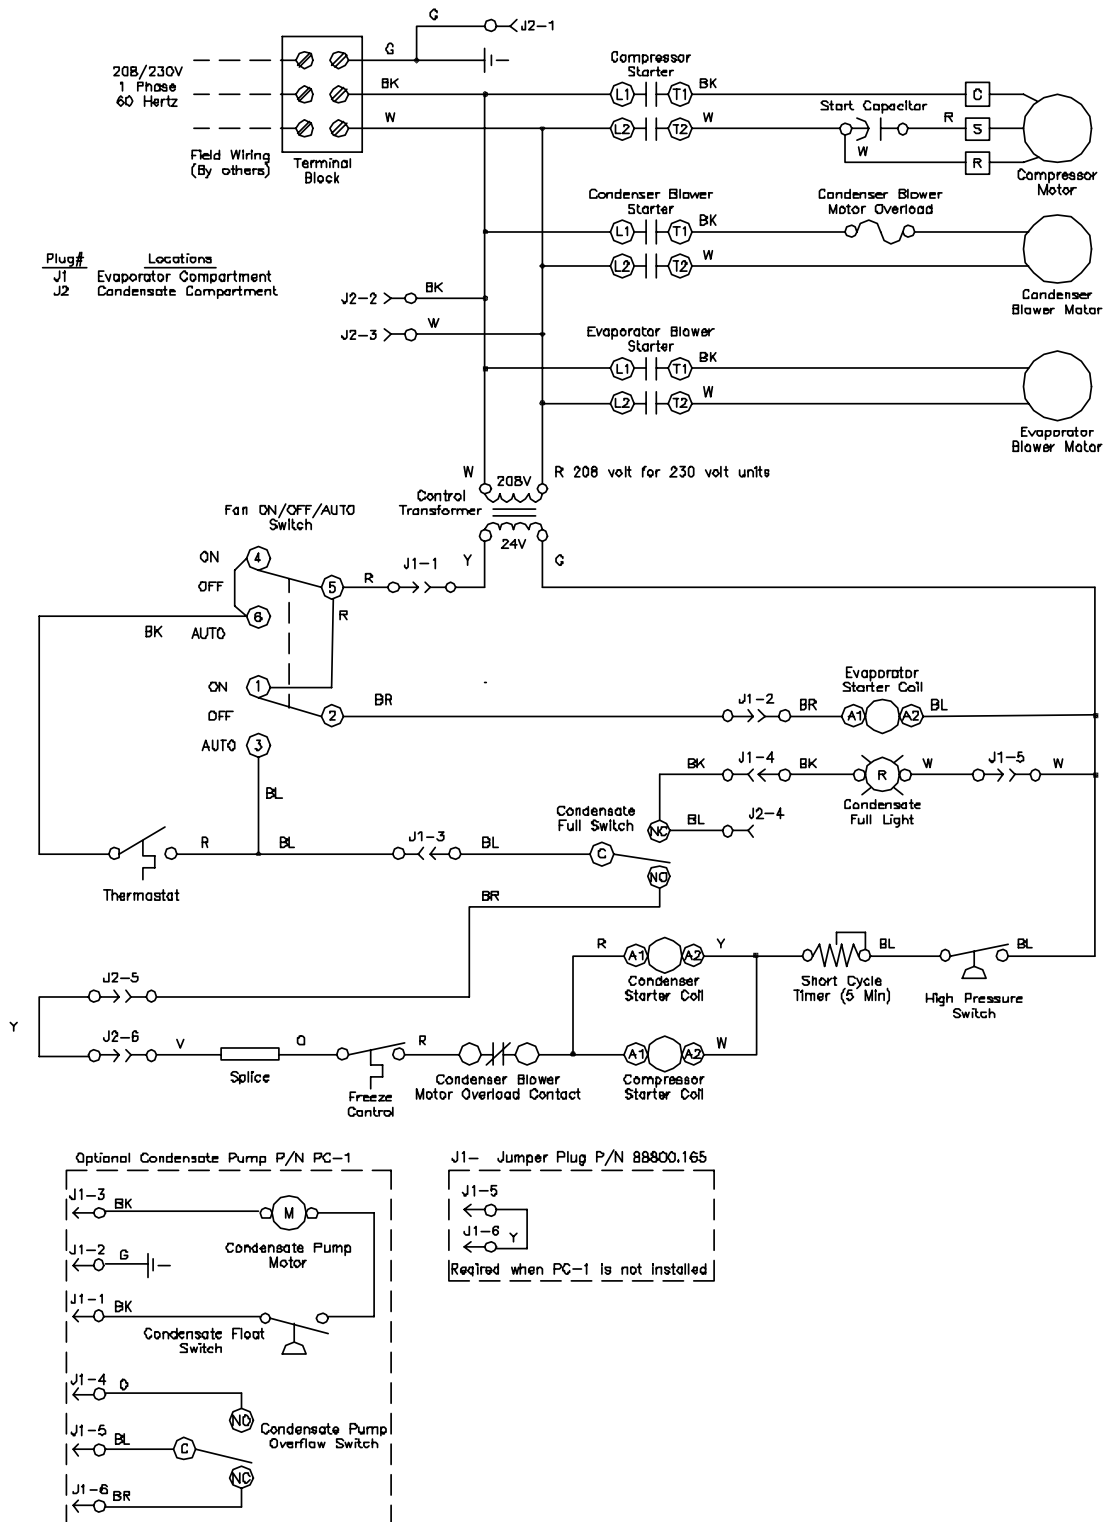 G
J2-1
G
208/230V
1 Phase
60 Hertz
BK
W
Field Wiring
(By others)
Terminal
Block
Compressor
Starter
L1
T1
BK
L2
T2
W
Start Capacitor
W
R
C
S
R
Compressor
Motor
Condenser Blower
Starter
L1
T1
BK
L2
T2
W
Condenser Blower
Motor Overload
Condenser
Blower Motor
Plug#
Locations
J1
Evaporator Compartment
J2
Condensate Compartment
J2-2
BK
J2-3
W
Evaporator Blower
Starter
L1
T1
BK
L2
T2
W
Evaporator
Blower Motor
W
R 208 volt for 230 volt units
208V
Control
Transformer
24V
Y
G
Fan ON/OFF/AUTO
Switch
ON
4
OFF
5
R
J1-1
R
AUTO
6
BK
ON
1
OFF
2
BR
AUTO
3
BL
J1-2
BR
Evaporator
Starter Coil
A1
A2
BL
BK
J1-4
BK
R
W
J1-5
W
Condensate
Full Light
Condensate
Full Switch
NC
BL
J2-4
Thermostat
R
BL
J1-3
BL
C
NO
BR
R
A1
A2
Y
Condenser
Starter Coil
Short Cycle
Timer (5 Min)
BL
High Pressure
Switch
BL
J2-5
Y
J2-6
V
Splice
O
Freeze
Control
R
Condenser Blower
Motor Overload Contact
A1
A2
W
Compressor
Starter Coil
Optional Condensate Pump P/N PC-1
J1-3
BK
M
Condensate Pump
Motor
J1-2
G
J1-1
BK
Condensate Float
Switch
J1-4
O
NO
J1-5
BL
C
Condensate Pump
Overflow Switch
NC
J1-6
BR
J1- Jumper Plug P/N 88800.165
J1-5
J1-6
Y
Reqired when PC-1 is not installed